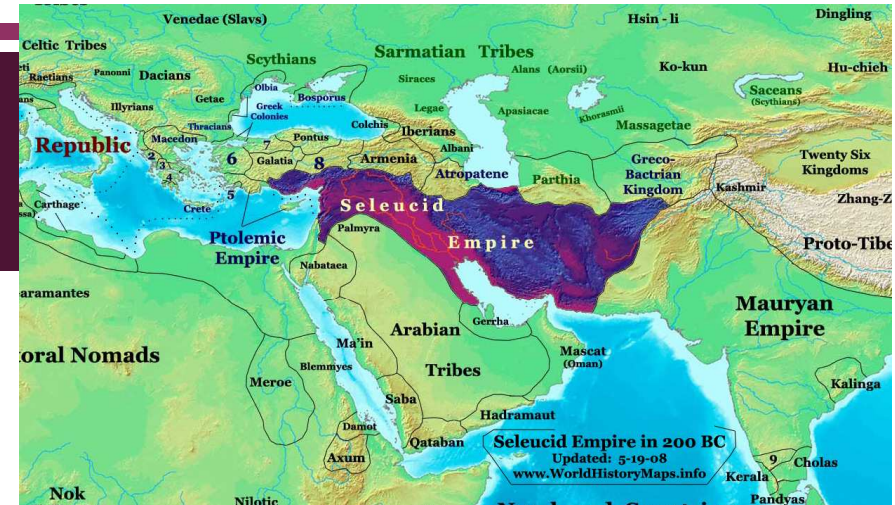 Venedae (Slavs)
Hsin - li
Dingling
Celtic Tribes
Sarmatian Tribes
Scythians
Alans (Aorsii)
Ko-kun
Hu-chieh
Raetians
Panonni
Dacians
Siraces
Saceans
(Scythians)
Olbia
Bosporus
Illyrians
Getae
Greek
Colonies
Legae
Apasiacae
Khorasmii
Thracians
Colchis
Iberians
Massagetae
Macedon
7
Pontus
Republic
2
3
4
6
Galatia
8
Armenia
Albani
Atropatene
Parthia
Greco-
Bactrian
Kingdom
Kashmir
Twenty Six
Kingdoms
Carthage
Crete
5
Seleucid
Zhang-Z
Ptolemic
Empire
Palmyra
Empire
Proto-Tibe
Nabataea
aramantes
Gerrha
Mauryan
Empire
Arabian
Tribes
Ma'in
oral Nomads
Blemmyes
Mascat
(Oman)
Meroe
Kalinga
Saba
Hadramaut
Damot
Qataban
Axum
Seleucid Empire in 200 BC
Updated: 5-19-08
www.WorldHistoryMaps.info
9
Cholas
Kerala
Pandyas
Nok
Nilotic